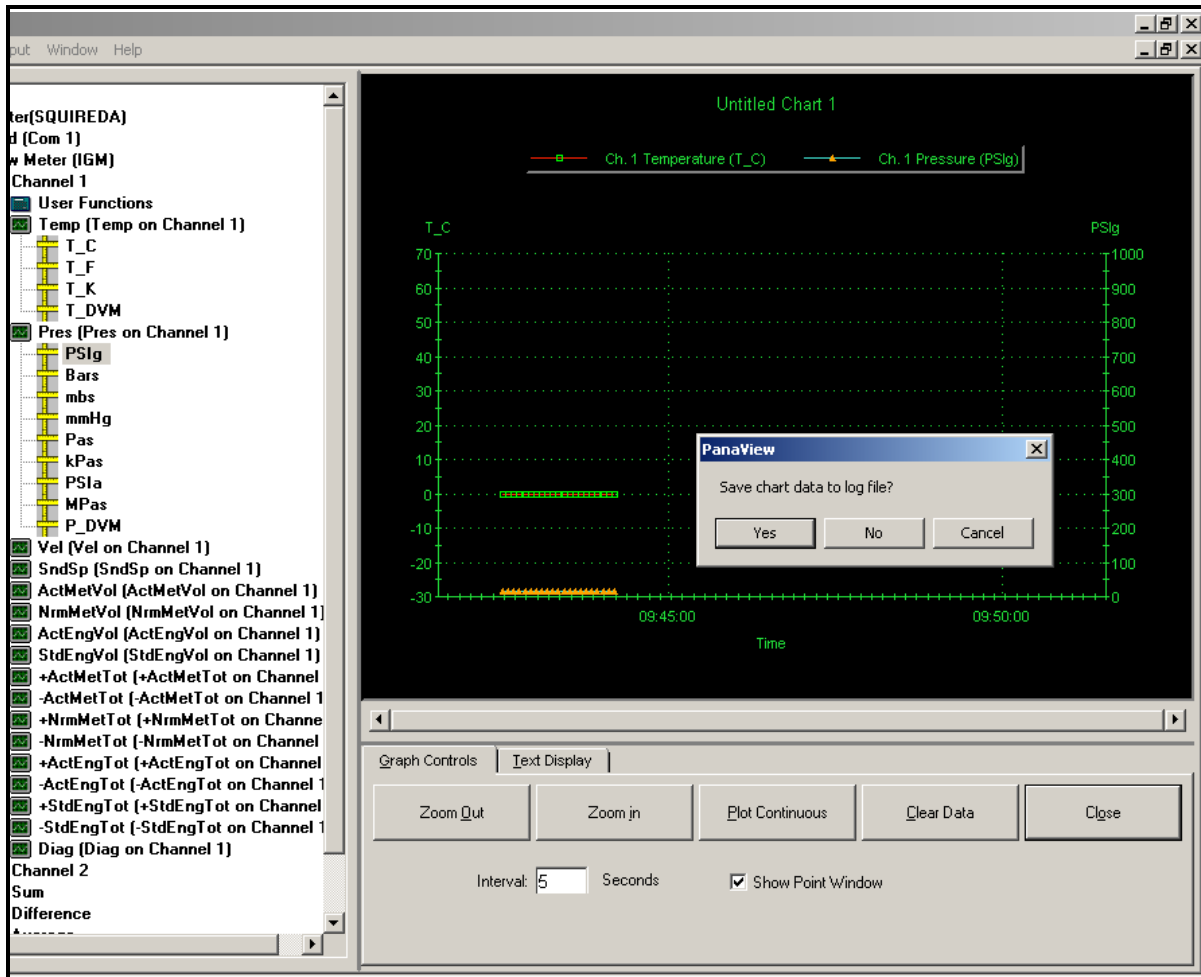 put Window Help
ter(SQUIREDA)
d (Com 1)
w Meter (IGM)
Channel 1
User Functions
Temp (Temp on Channel 1)
T_C
T_F
T_K
T_DVM
Pres (Pres on Channel 1)
PSIg
Bars
mbs
mmHg
Pas
kPas
PSIa
MPas
P_DVM
Vel (Vel on Channel 1)
SndSp (SndSp on Channel 1)
ActMetVol (ActMetVol on Channel 1)
NrmMetVol (NrmMetVol on Channel 1)
ActEngVol (ActEngVol on Channel 1)
StdEngVol (StdEngVol on Channel 1)
+ActMetTot (+ActMetTot on Channel
-ActMetTot (-ActMetTot on Channel 1
+NrmMetTot (+NrmMetTot on Channe
-NrmMetTot (-NrmMetTot on Channel
+ActEngTot (+ActEngTot on Channel
-ActEngTot (-ActEngTot on Channel 1
+StdEngTot (+StdEngTot on Channel
-StdEngTot (-StdEngTot on Channel 1
Diag (Diag on Channel 1)
Channel 2
Sum
Difference
Untitled Chart 1
Ch. 1 Temperature (T_C) Ch. 1 Pressure (PSIg)
T_C PSIg
70 1000
60 900
50 800
40 700
30 600
20 500
10 400
0 300
-10 200
-20 100
-30 0
09:45:00 09:50:00
Time
PanaView
Save chart data to log file?
Yes No Cancel
Graph Controls Text Display
Zoom Out Zoom in Plot Continuous Clear Data Close
Interval: 5 Seconds Show Point Window